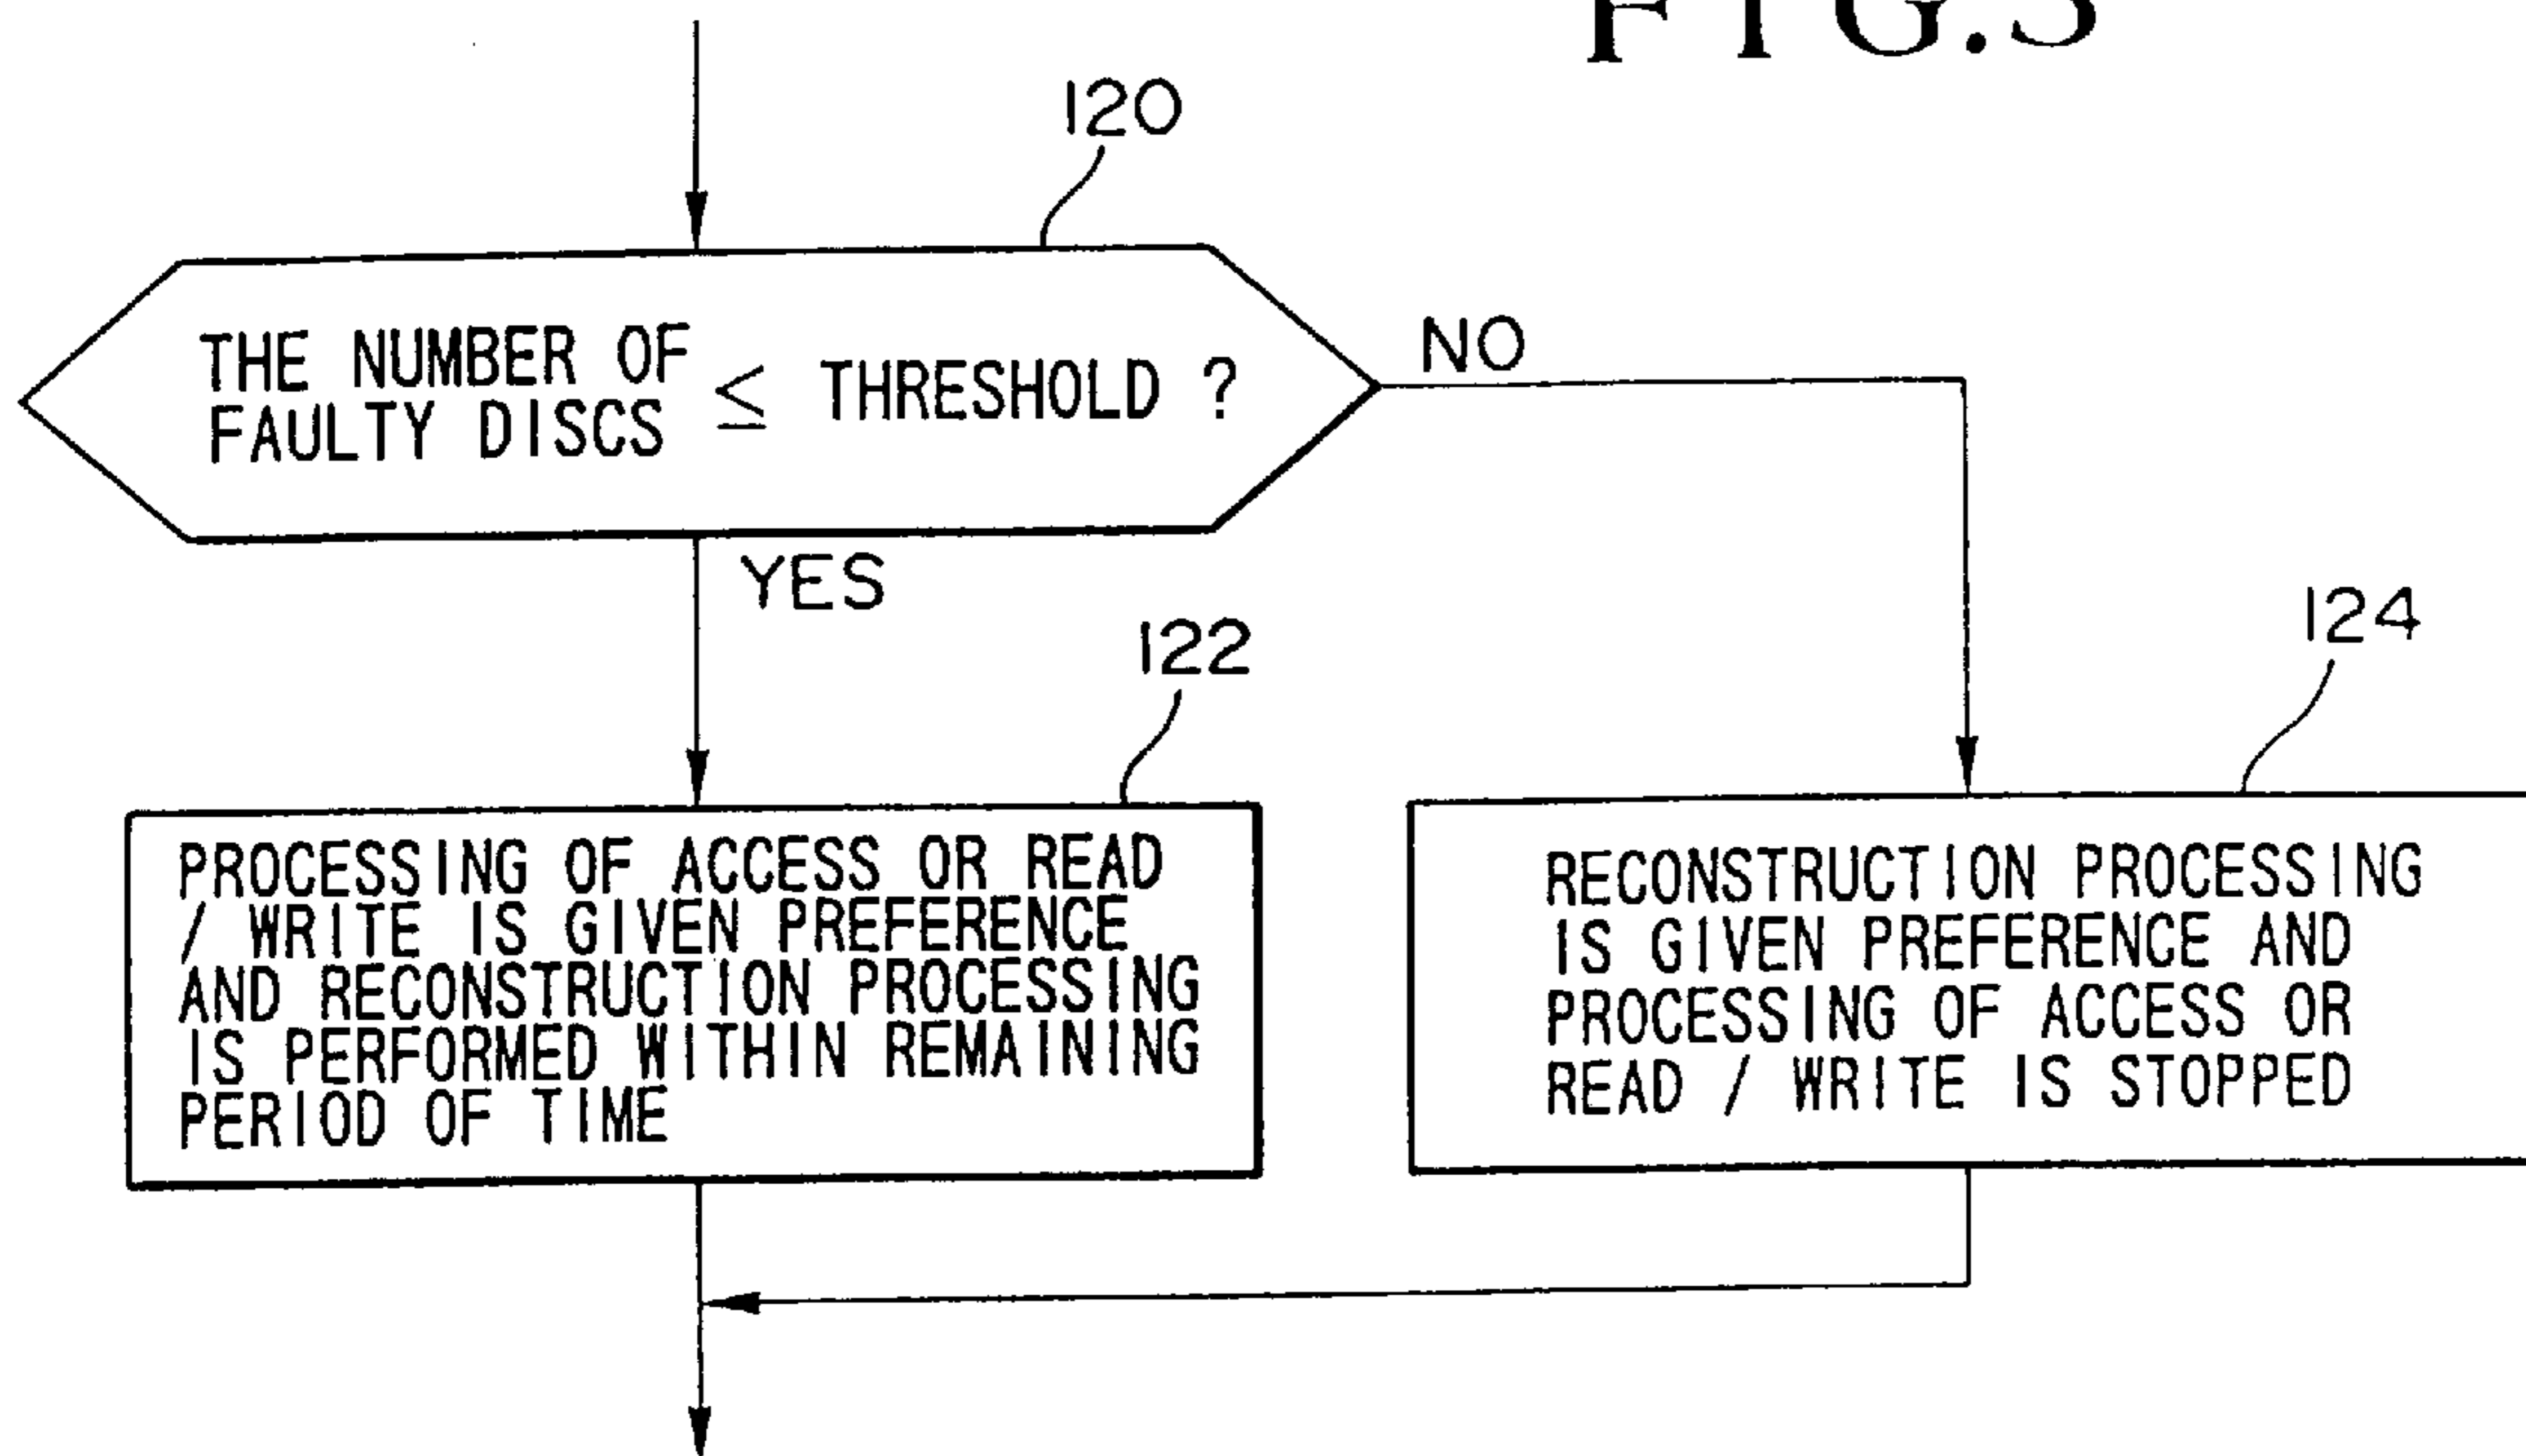 FIG.
120
THE NUMBER OF
FAULTY DISCS ≤ THRESHOLD ?
NO
YES
122
124
PROCESSING OF ACCESS OR READ
/ WRITE IS GIVEN PREFERENCE
AND RECONSTRUCTION PROCESSING
IS PERFORMED WITHIN REMAINING
PERIOD OF TIME
RECONSTRUCTION PROCESSING
IS GIVEN PREFERENCE AND
PROCESSING OF ACCESS OR
READ / WRITE IS STOPPED